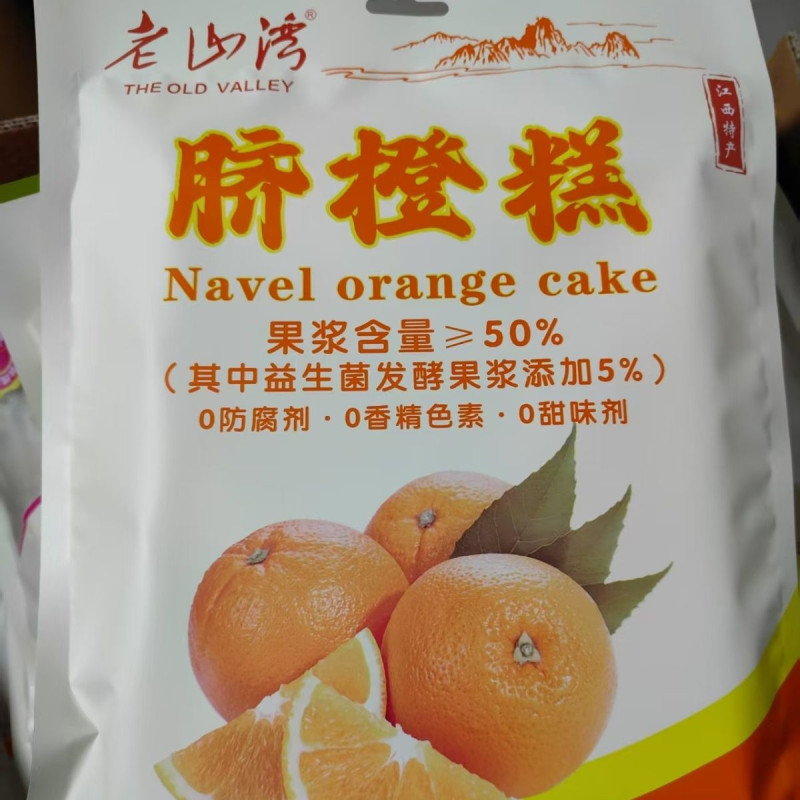 老山湾®
THE OLD VALLEY
江西特产
脐橙糕
Navel orange cake
果浆含量≥50%
（其中益生菌发酵果浆添加5%）
0防腐剂·0香精色素·0甜味剂